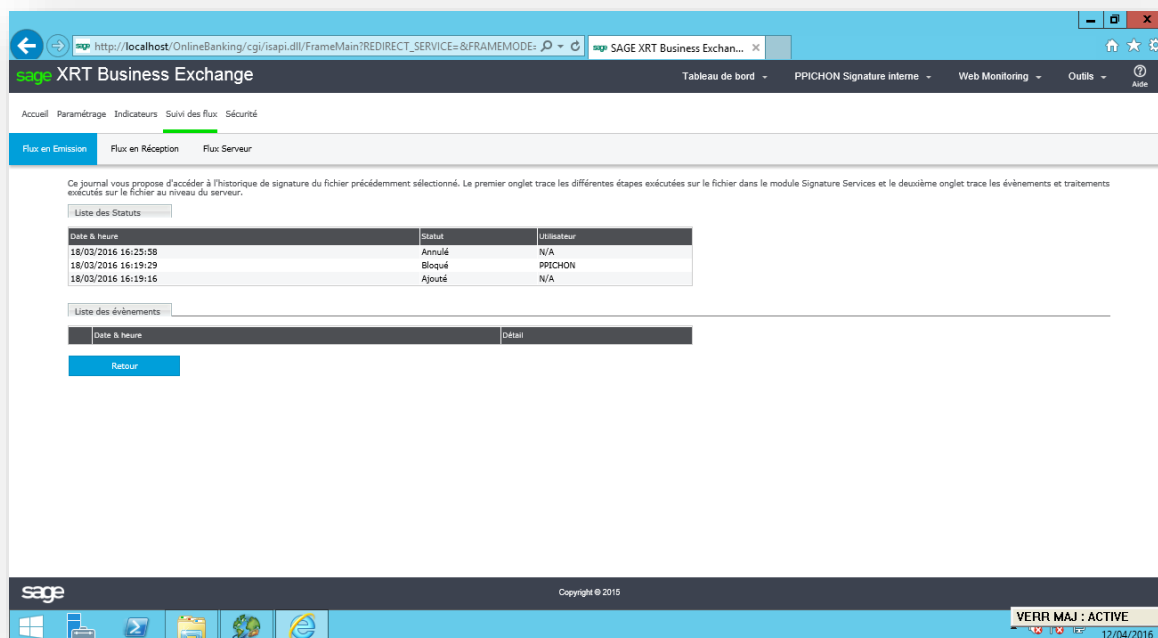 http://localhost/OnlineBanking/cgi/isapi.dll/FrameMain?REDIRECT_SERVICE=&FRAMEMODE:
sage SAGE XRT Business Exchan...
sage XRT Business Exchange
Tableau de bord
PPICHON Signature interne
Web Monitoring
Outils
Aide
Accueil Paramétrage Indicateurs Suivi des flux Sécurité
Flux en Emission Flux en Réception Flux Serveur
Ce journal vous propose d'accéder à l'historique de signature du fichier précédemment sélectionné. Le premier onglet trace les différentes étapes exécutées sur le fichier dans le module Signature Services et le deuxième onglet trace les évènements et traitements
exécutés sur le fichier au niveau du serveur.
Liste des Statuts
Date & heure Statut Utilisateur
18/03/2016 16:25:58 Annulé N/A
18/03/2016 16:19:29 Bloqué PPICHON
18/03/2016 16:19:16 Ajouté N/A
Liste des évènements
Date & heure Détail
Retour
sage
Copyright © 2015
VERR MAJ : ACTIVE
12/04/2016